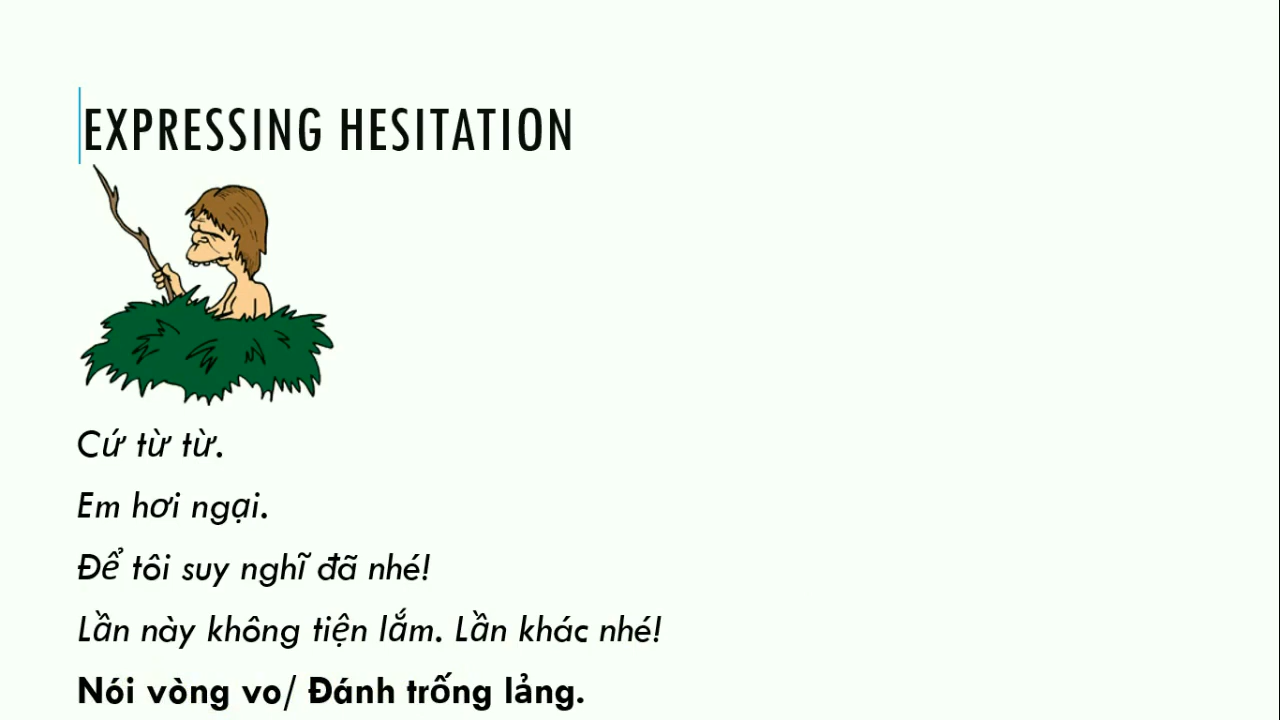 EXPRESSING HESITATION
Cứ từ từ.
Em hơi ngại.
Để tôi suy nghĩ đã nhé!
Lần này không tiện lắm. Lần khác nhé!
Nói vòng vo/ Đánh trống lảng.